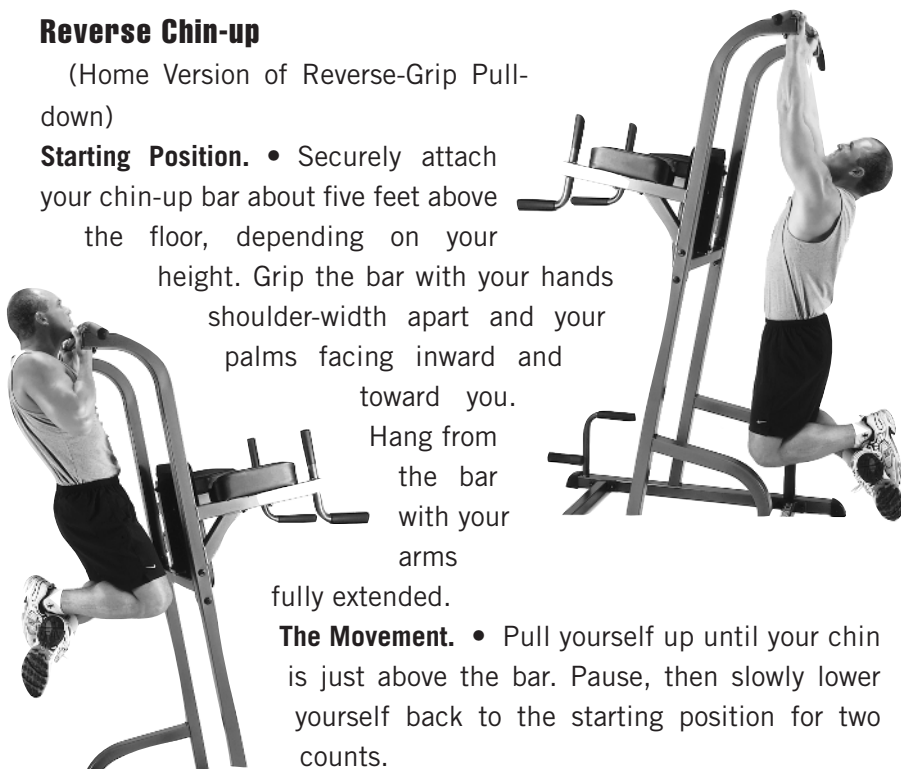 Reverse Chin-up
(Home Version of Reverse-Grip Pull-
down)
Starting Position. • Securely attach
your chin-up bar about five feet above
the floor, depending on your
height. Grip the bar with your hands
shoulder-width apart and your
palms facing inward and
toward you.
Hang from
the bar
with your
arms
fully extended.
The Movement. • Pull yourself up until your chin
is just above the bar. Pause, then slowly lower
yourself back to the starting position for two
counts.